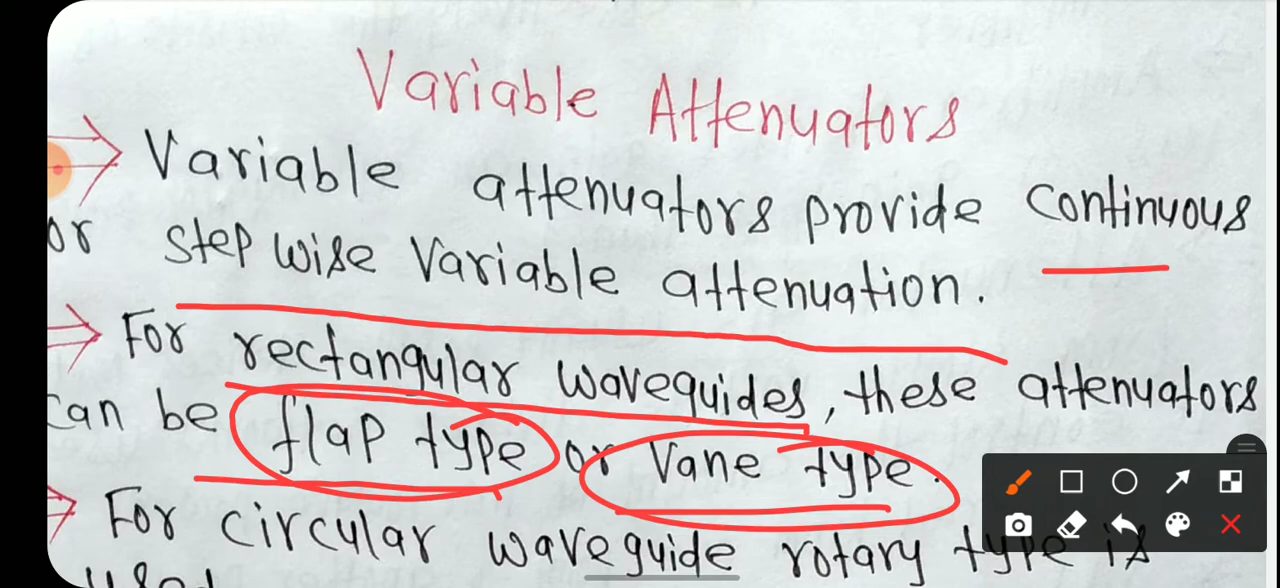 Variable Attenuators
Variable attenuators provide continuous
or step wise variable attenuation.
For rectangular waveguides, these attenuators
can be flap type or Vane type.
For circular waveguide rotary type is
used